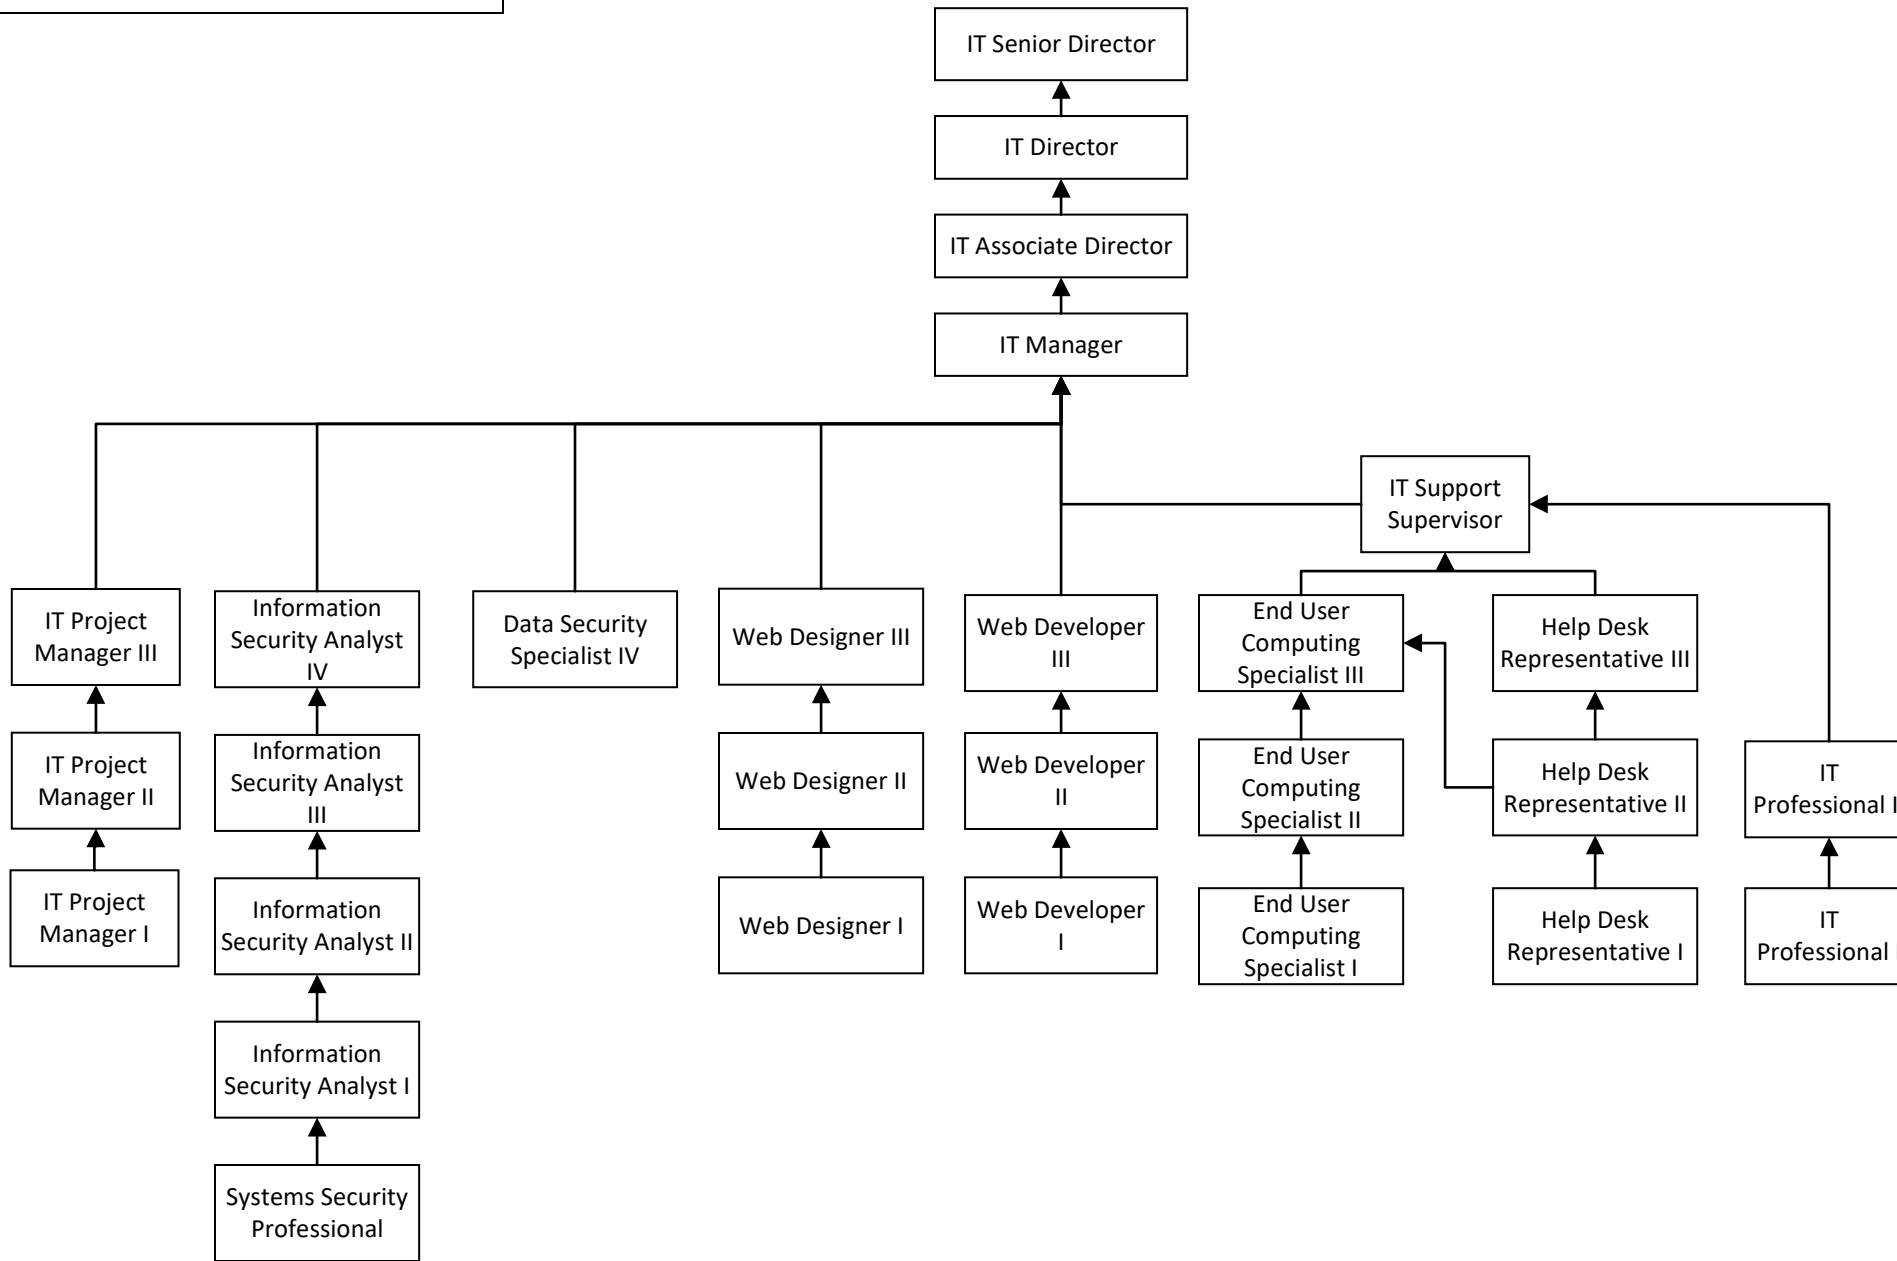 IT Senior Director
IT Director
IT Associate Director
IT Manager
IT Support
Supervisor
IT Project
Manager III
Information
Security Analyst
IV
Data Security
Specialist IV
Web Designer III
Web Developer
III
End User
Computing
Specialist III
Help Desk
Representative III
IT Project
Manager II
Information
Security Analyst
III
Web Designer II
Web Developer
II
End User
Computing
Specialist II
Help Desk
Representative II
IT
Professional
IT Project
Manager I
Information
Security Analyst II
Web Designer I
Web Developer
I
End User
Computing
Specialist I
Help Desk
Representative I
IT
Professional
Information
Security Analyst I
Systems Security
Professional